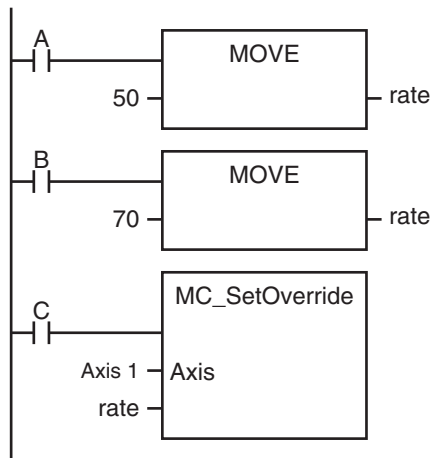 A
MOVE
50
rate
B
MOVE
70
rate
MC_SetOverride
C
Axis 1
Axis
rate